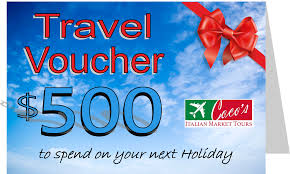 Travel
Voucher
$500
Coco's
ITALIAN MARKET TOURS
to spend on your next Holiday